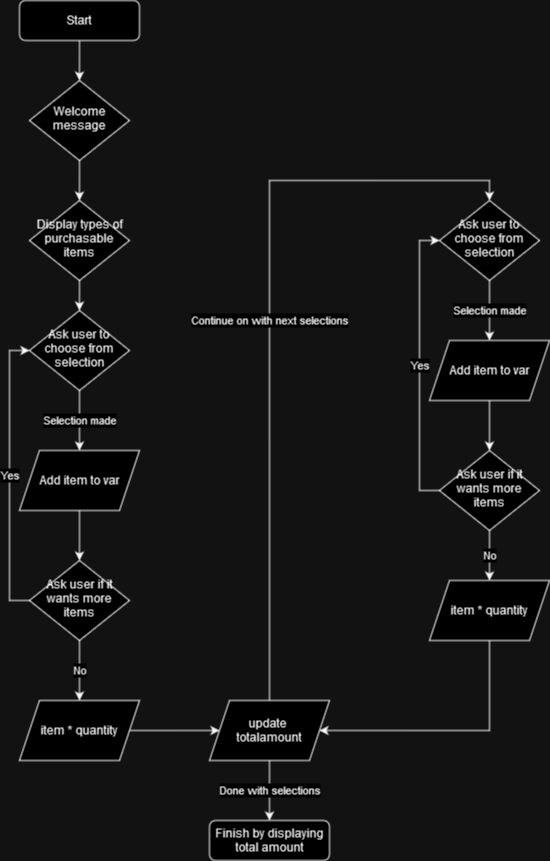 Start
Welcome
message
Display types of
purchasable
items
Ask user to
choose from
selection
Selection made
Yes
Add item to var
Ask user if it
wants more
items
No
item * quantity
update
totalamount
Continue on with next selections
Ask user to
choose from
selection
Selection made
Yes
Add item to var
Ask user if it
wants more
items
No
item * quantity
Done with selections
Finish by displaying
total amount